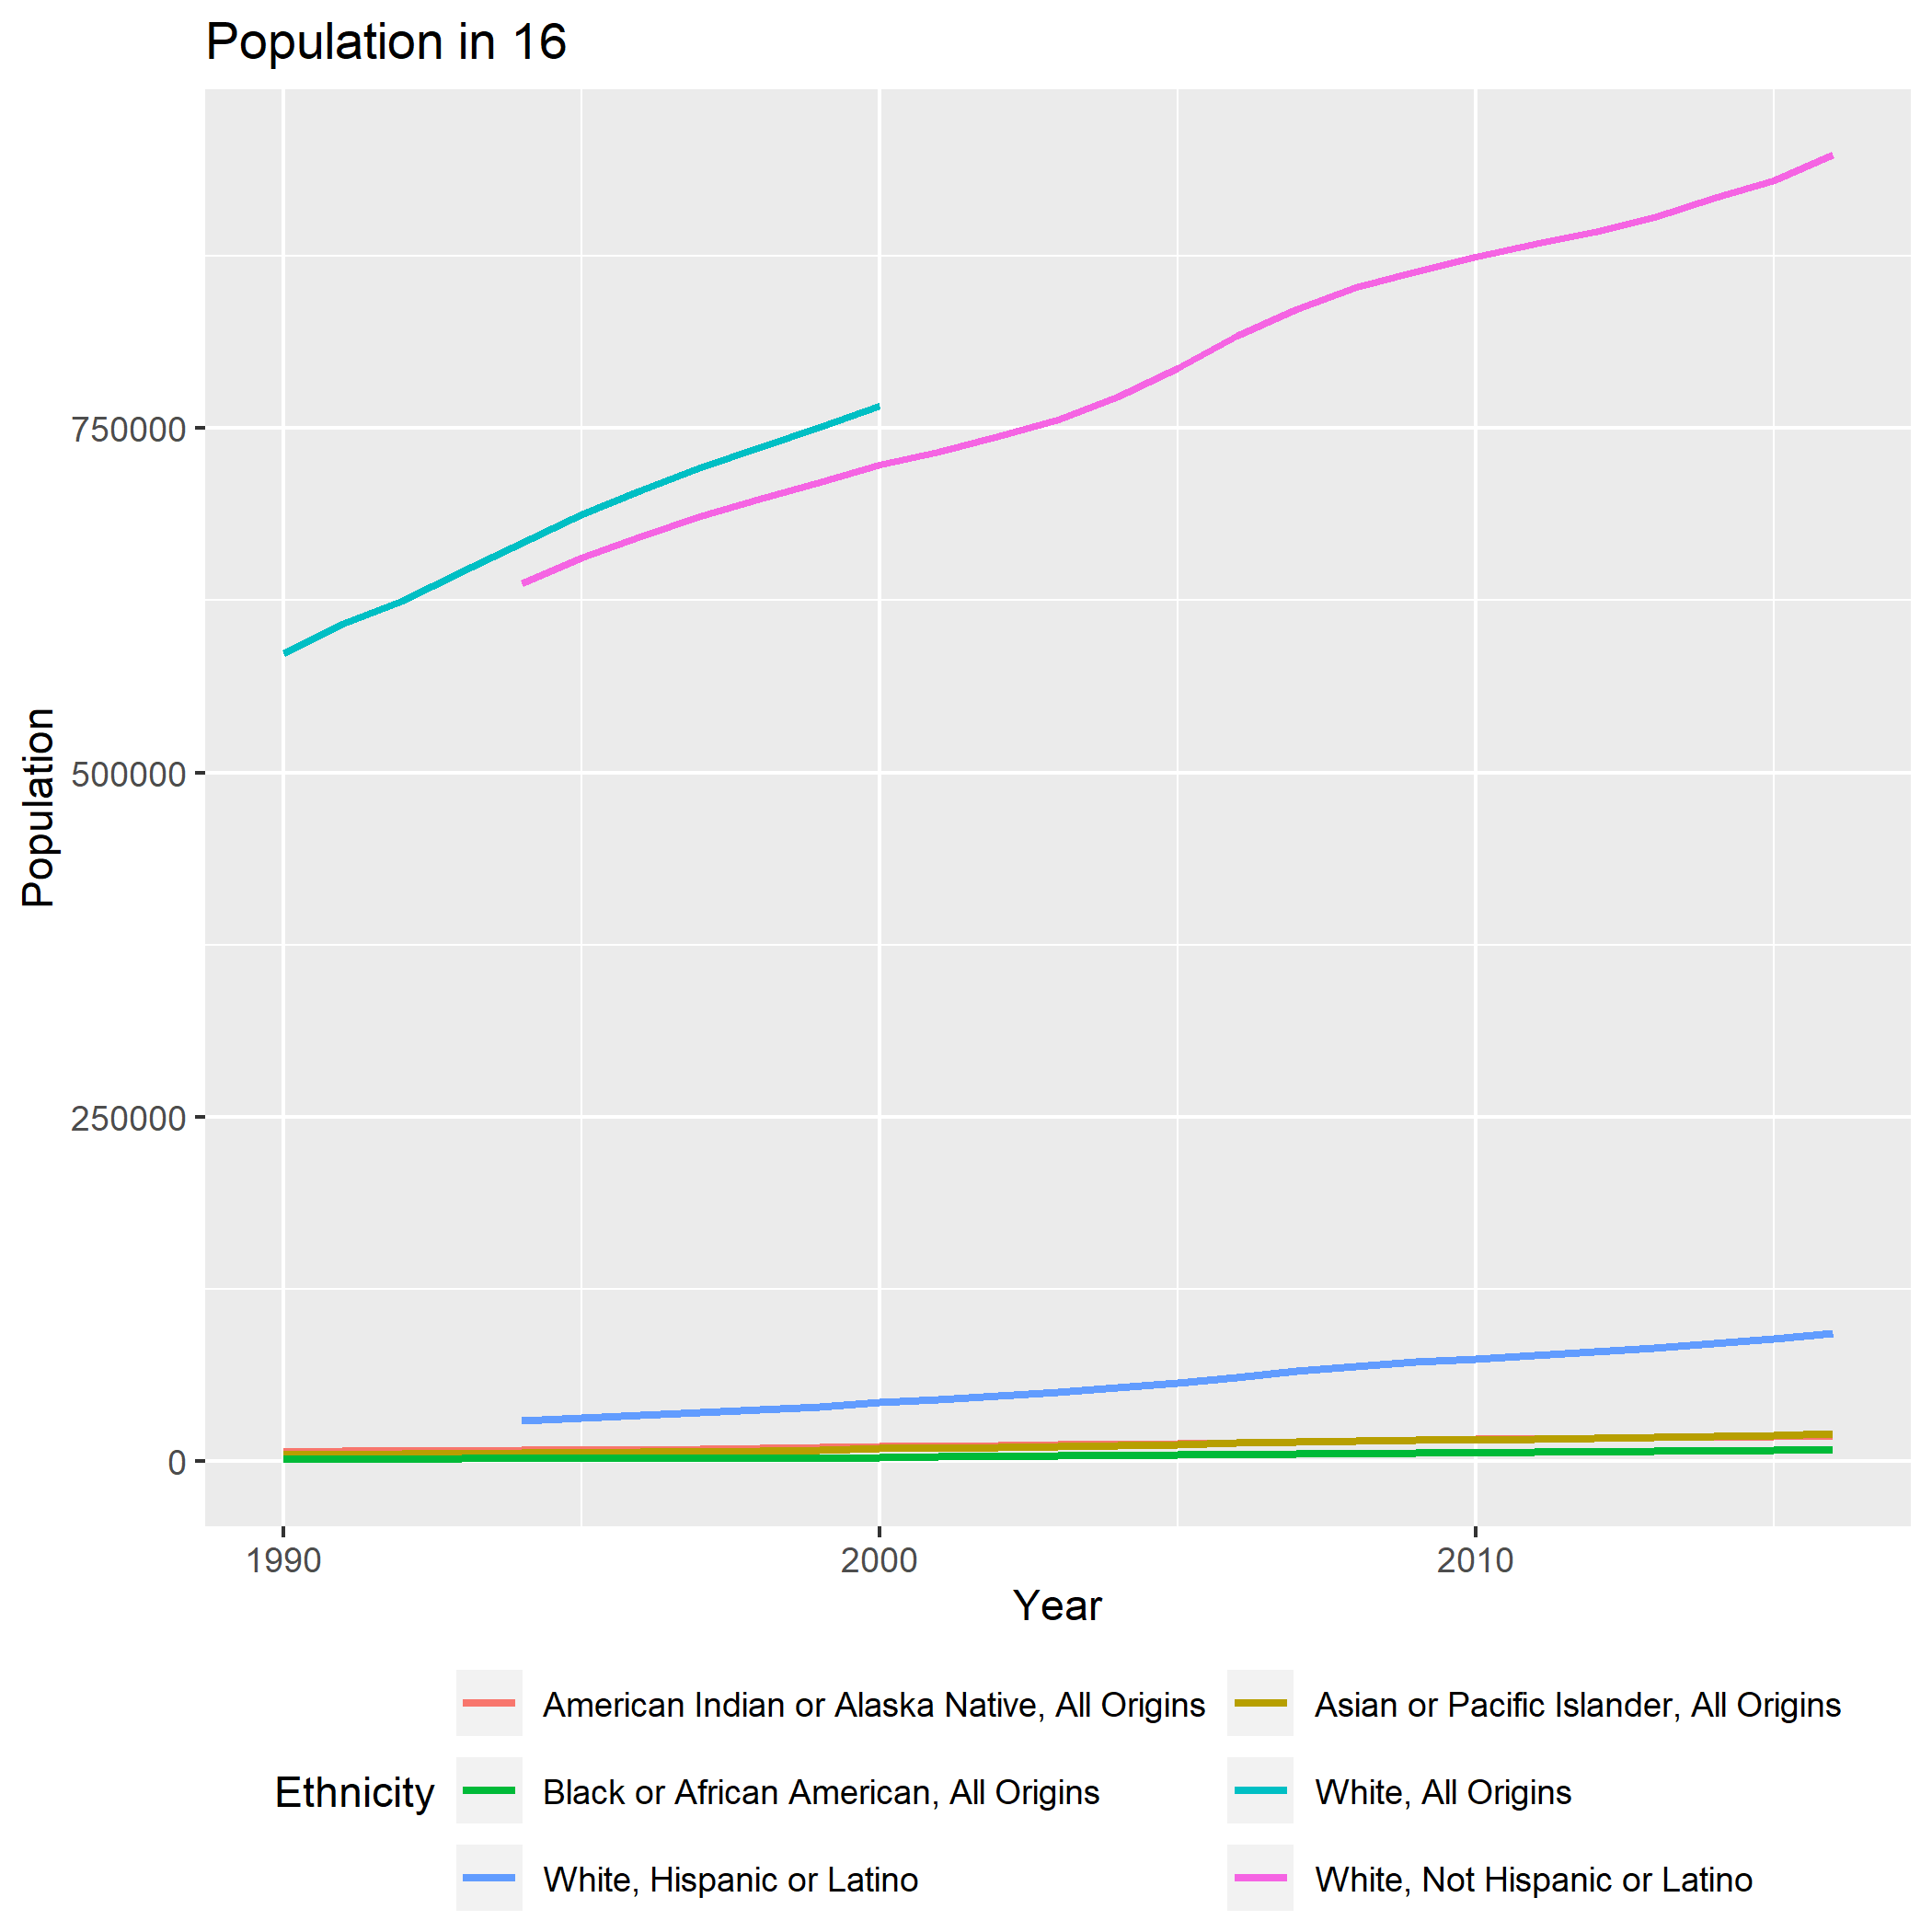 Population in 16
Population
750000
500000
250000
0
1990
2000
2010
Year
Ethnicity
American Indian or Alaska Native, All Origins
Asian or Pacific Islander, All Origins
Black or African American, All Origins
White, All Origins
White, Hispanic or Latino
White, Not Hispanic or Latino